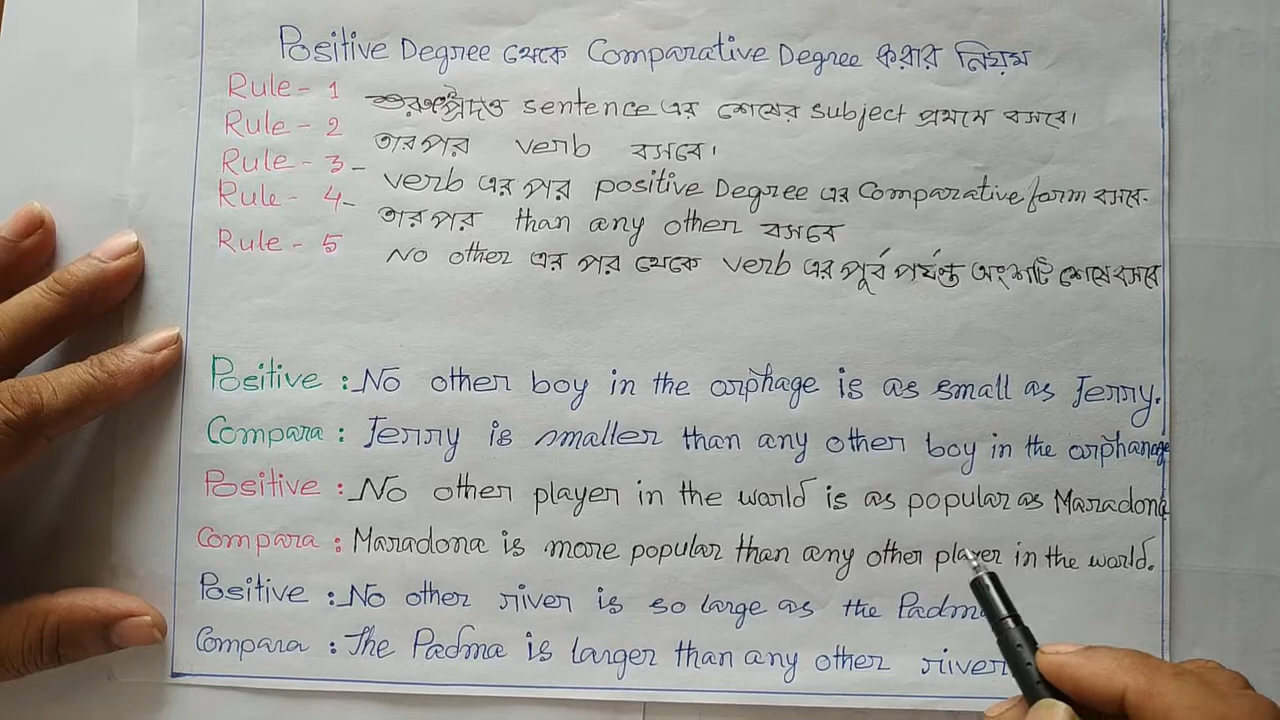 Positive Degree থেকে Comparative Degree করার নিয়ম
Rule - 1 প্রদত্ত sentence এর শেষের subject প্রথমে বসবে।
Rule - 2 তারপর verb বসবে।
Rule - 3 - verb এর পর positive Degree এর Comparative form বসবে.
Rule - 4 - তারপর than any other বসবে
Rule - 5 No other এর পর থেকে verb এর পূর্ব পর্যন্ত অংশটি শেষে বসবে
Positive : No other boy in the orphage is as small as Jerry.
Compara : Jerry is smaller than any other boy in the orphanage
Positive : No other player in the world is as popular as Maradona
Compara : Maradona is more popular than any other player in the world.
Positive : No other river is so large as the Padma
Compara : The Padma is larger than any other river